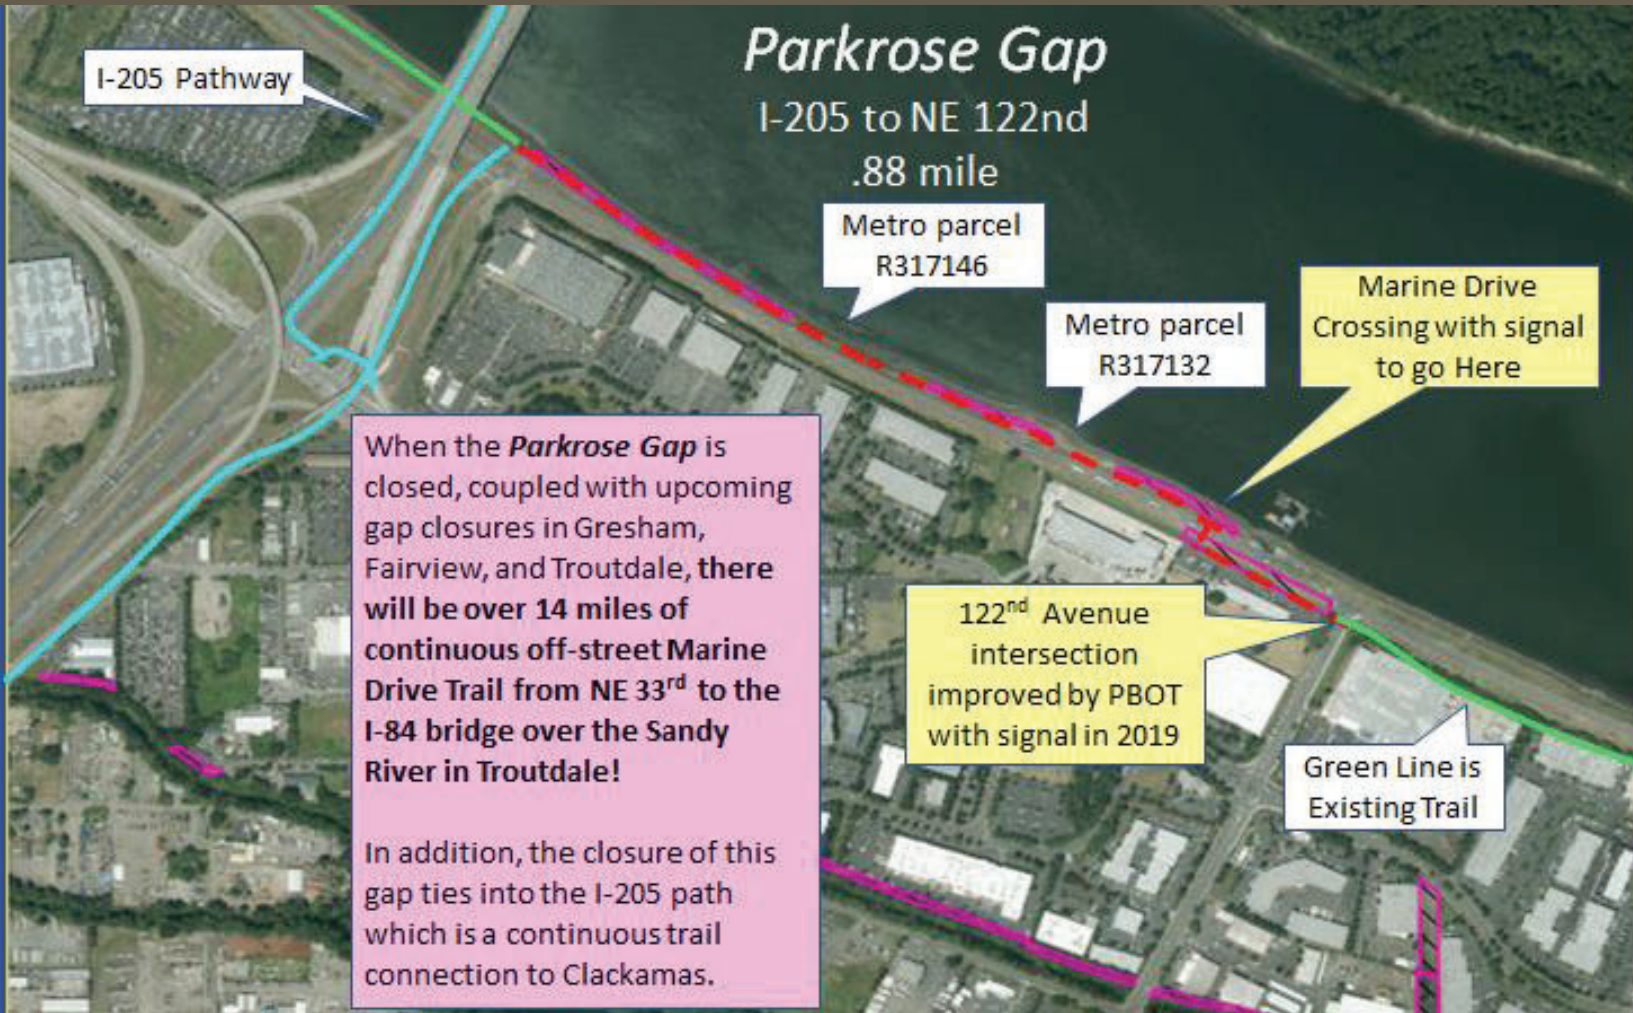 Parkrose Gap
I-205 to NE 122nd
.88 mile
I-205 Pathway
Metro parcel
R317146
Metro parcel
R317132
Marine Drive
Crossing with signal
to go Here
When the Parkrose Gap is
closed, coupled with upcoming
gap closures in Gresham,
Fairview, and Troutdale, there
will be over 14 miles of
continuous off-street Marine
Drive Trail from NE 33rd to the
I-84 bridge over the Sandy
River in Troutdale!
In addition, the closure of this
gap ties into the I-205 path
which is a continuous trail
connection to Clackamas.
122nd Avenue
intersection
improved by PBOT
with signal in 2019
Green Line is
Existing Trail